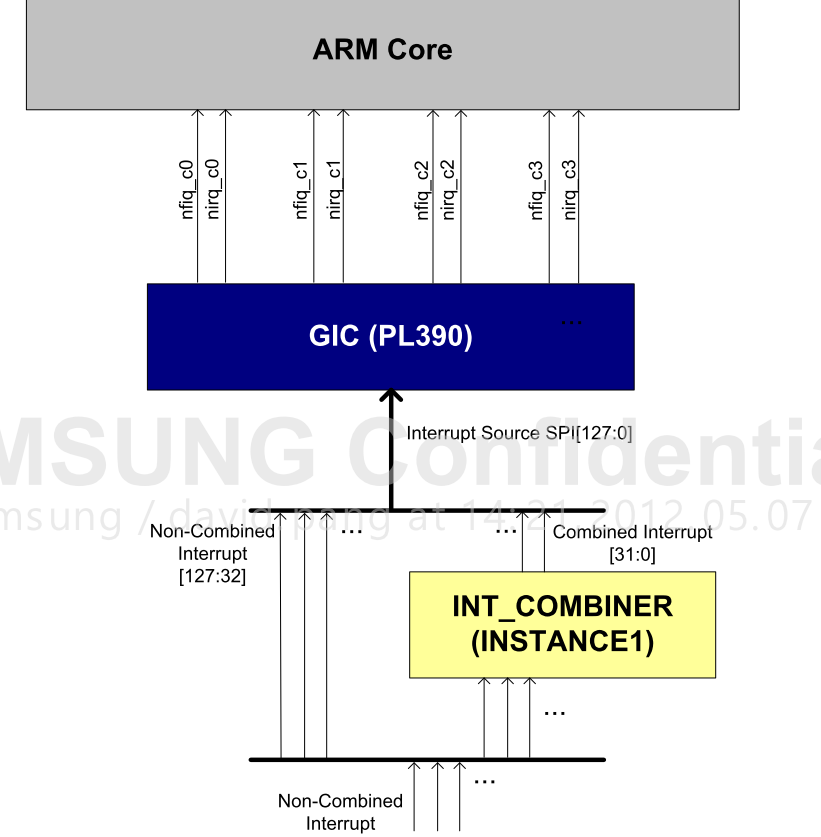 ARM Core
nfiq_c0
nirq_c0
nfiq_c1
nirq_c1
nfiq_c2
nirq_c2
nfiq_c3
nirq_c3
GIC (PL390)
...
Interrupt Source SPI[127:0]
MSUNG Confidentia
msung / david.pang at 14:21,2012.05.07
Non-Combined
Interrupt
[127:32]
...
...
Combined Interrupt
[31:0]
INT_COMBINER
(INSTANCE1)
...
...
Non-Combined
Interrupt